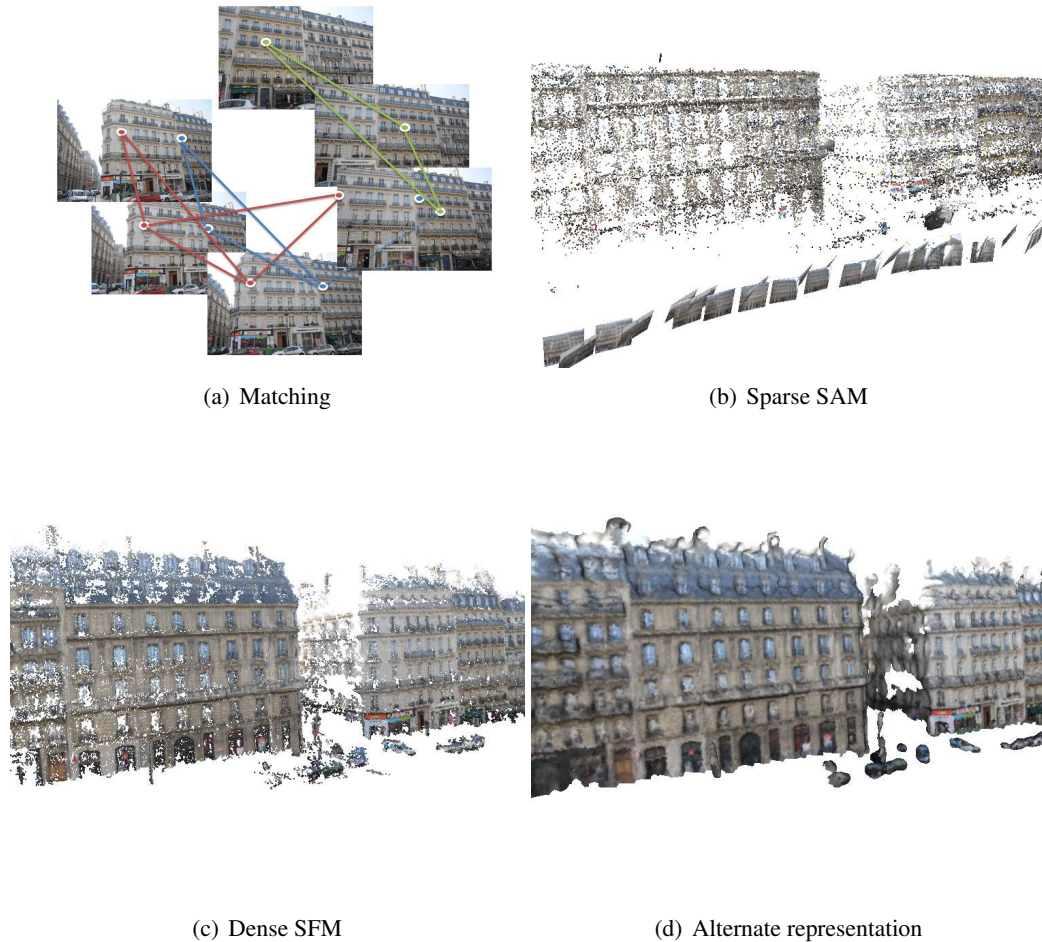 (a) Matching
(b) Sparse SAM
(c) Dense SFM
(d) Alternate representation